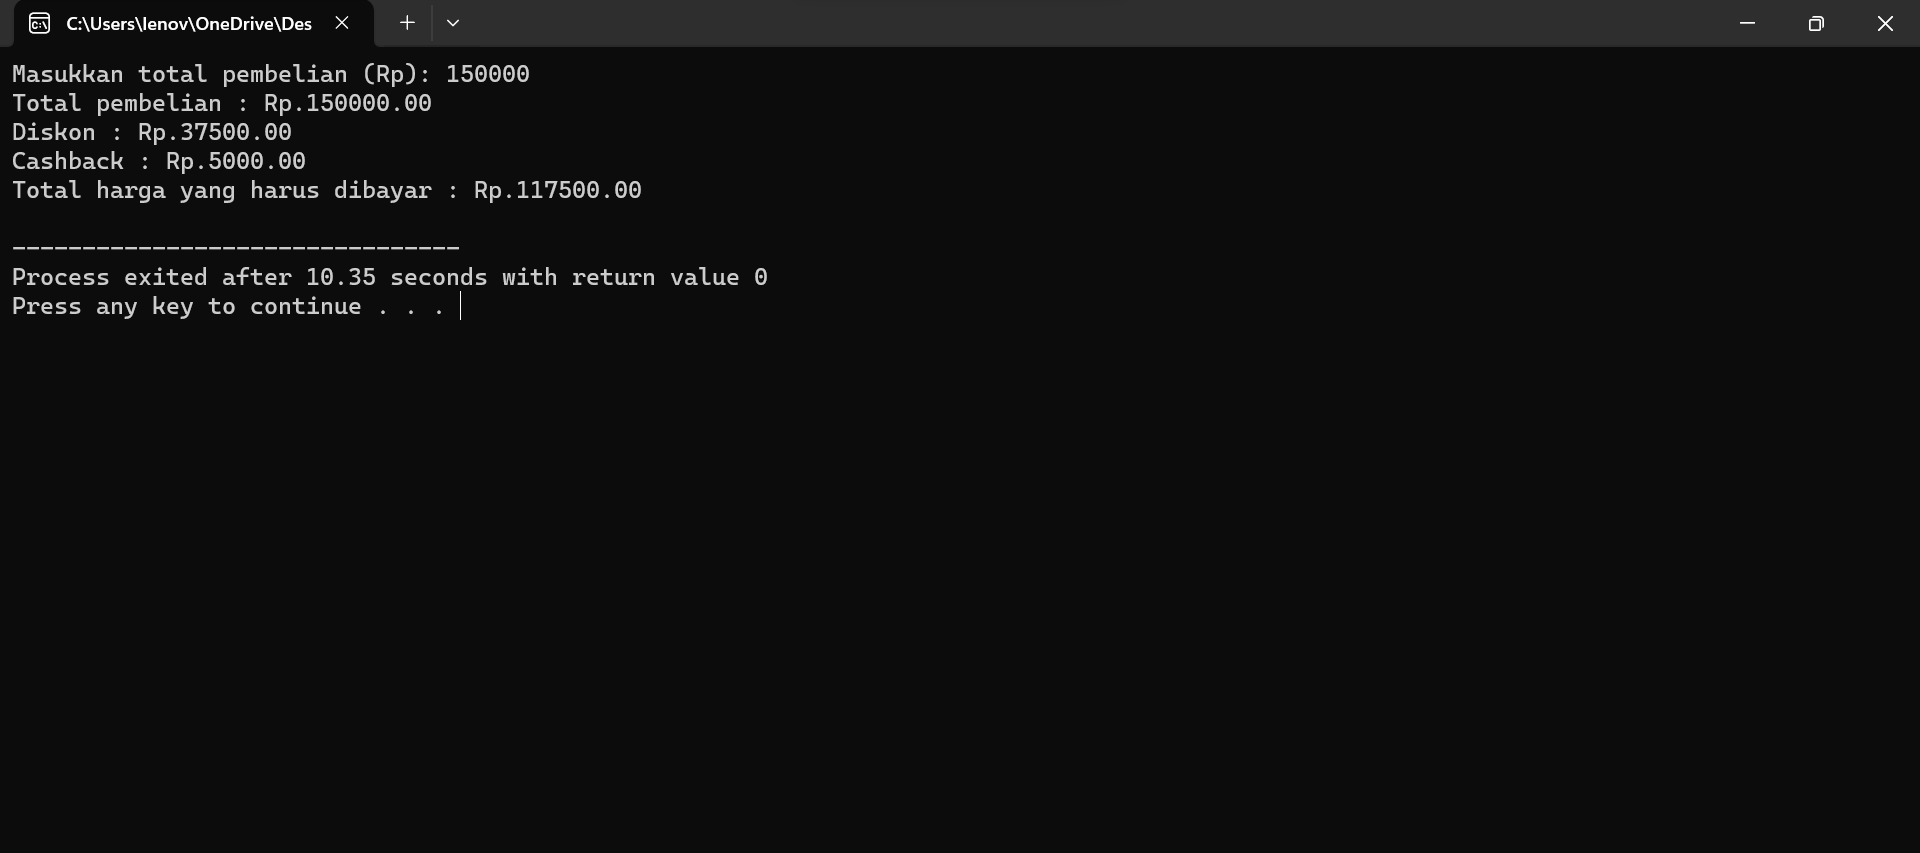 C:\Users\lenov\OneDrive\Des
Masukkan total pembelian (Rp): 150000
Total pembelian : Rp.150000.00
Diskon : Rp.37500.00
Cashback : Rp.5000.00
Total harga yang harus dibayar : Rp.117500.00
--------------------------------
Process exited after 10.35 seconds with return value 0
Press any key to continue . . .